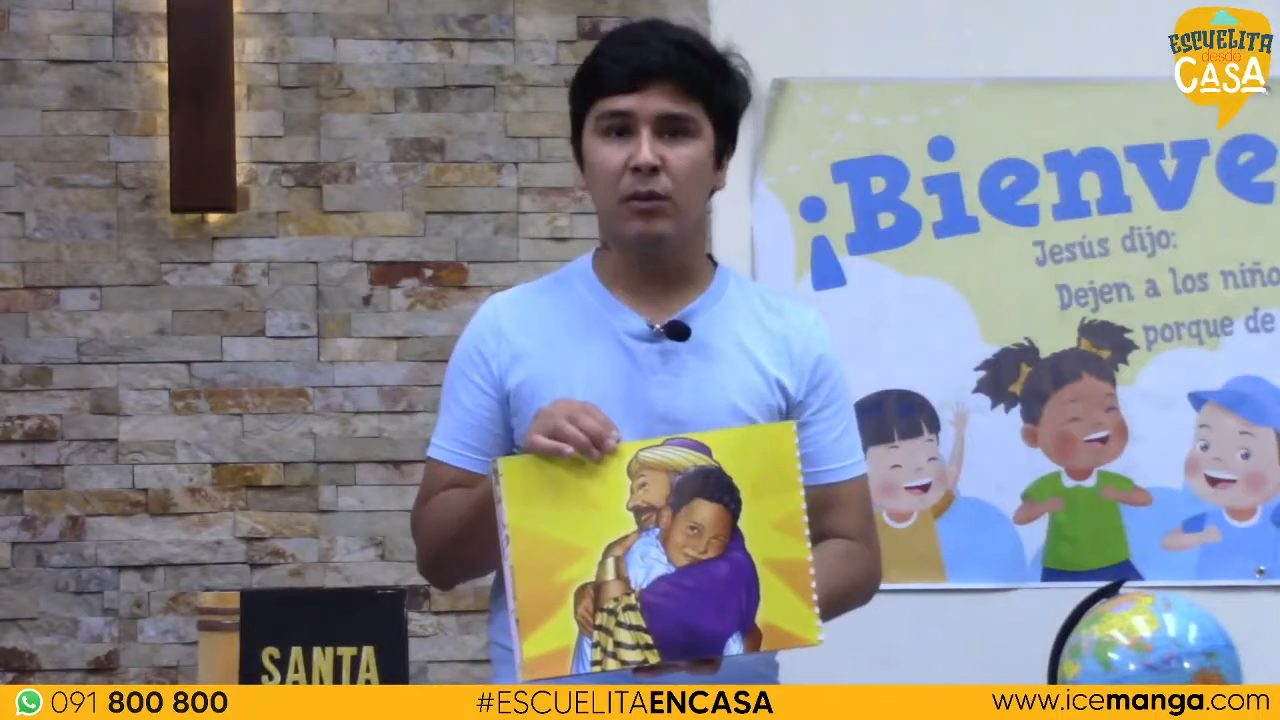 ESCUELITA
desde
CASA
¡Bienve
Jesús dijo:
Dejen a los niño
porque de
SANTA
091 800 800
#ESCUELITAENCASA
www.icemanga.com